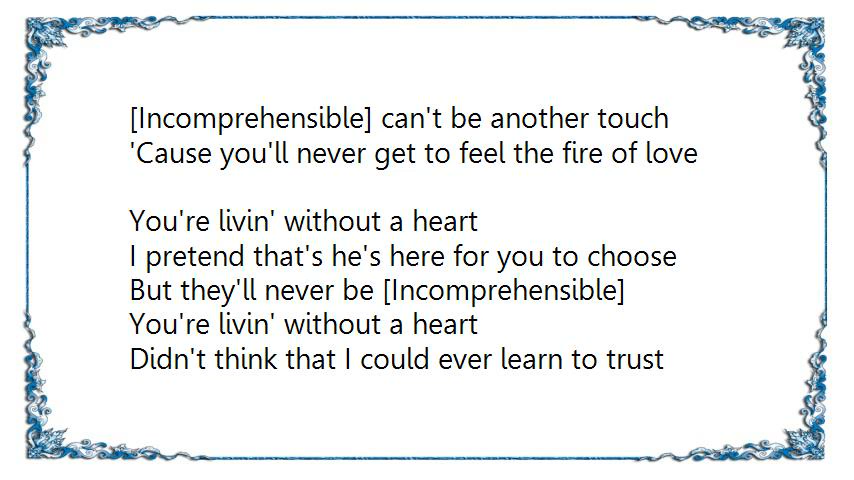 [Incomprehensible] can't be another touch
'Cause you'll never get to feel the fire of love
You're livin' without a heart
I pretend that's he's here for you to choose
But they'll never be [Incomprehensible]
You're livin' without a heart
Didn't think that I could ever learn to trust